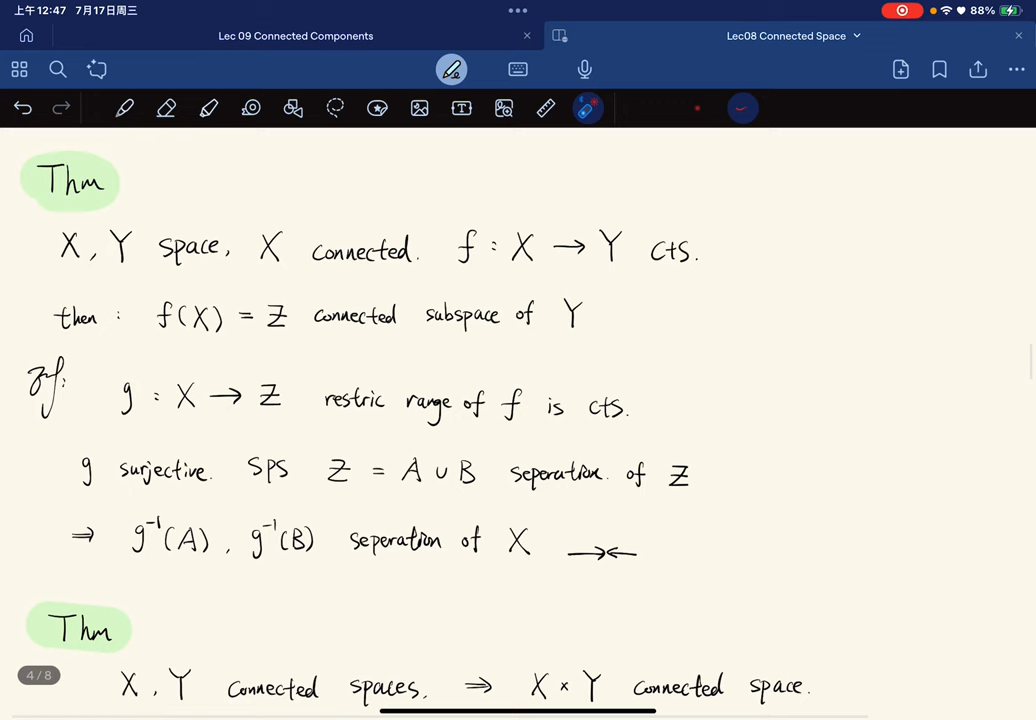 上午12:47 7月17日周三
88%
Lec 09 Connected Components
Lec08 Connected Space
Thm
X, Y space, X connected. f : X → Y cts.
then : f(X) = Z connected subspace of Y
g : X → Z restric range of f is cts.
g surjective. SPS Z = A ∪ B seperation. of Z
⇒ g⁻¹(A), g⁻¹(B) seperation of X →←
Thm
4 / 8
X, Y connected spaces. ⇒ X × Y connected space.